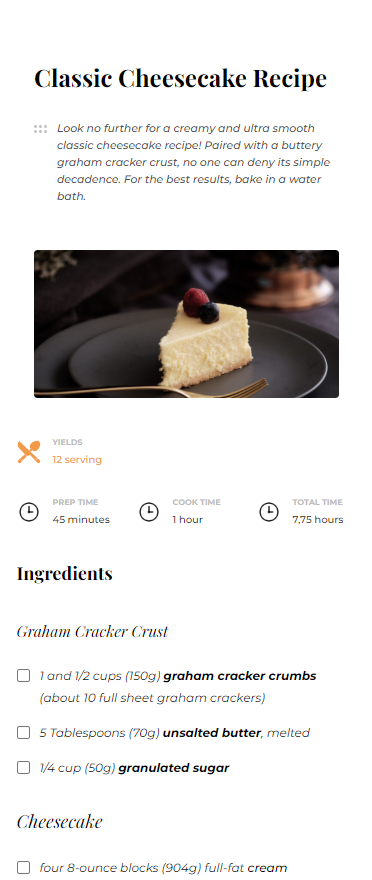 Classic Cheesecake Recipe
Look no further for a creamy and ultra smooth
classic cheesecake recipe! Paired with a buttery
graham cracker crust, no one can deny its simple
decadence. For the best results, bake in a water
bath.
YIELDS
12 serving
PREP TIME
45 minutes
COOK TIME
1 hour
TOTAL TIME
7,75 hours
Ingredients
Graham Cracker Crust
1 and 1/2 cups (150g) graham cracker crumbs
(about 10 full sheet graham crackers)
5 Tablespoons (70g) unsalted butter, melted
1/4 cup (50g) granulated sugar
Cheesecake
four 8-ounce blocks (904g) full-fat cream